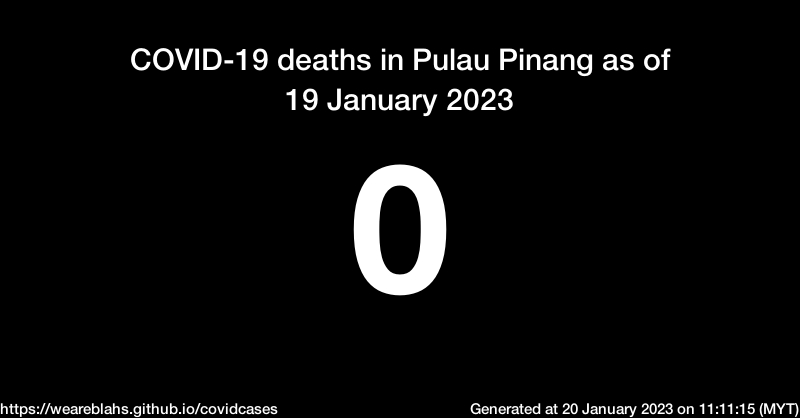 COVID-19 deaths in Pulau Pinang as of
19 January 2023
0
https://weareblahs.github.io/covidcases
Generated at 20 January 2023 on 11:11:15 (MYT)